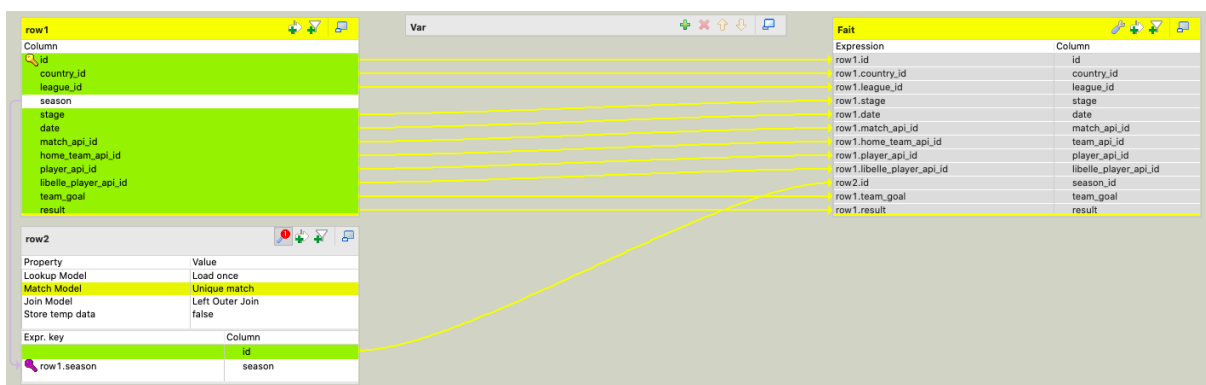 row1
Column
id
country_id
league_id
season
stage
date
match_api_id
home_team_api_id
player_api_id
libelle_player_api_id
team_goal
result
row2
1
Property Value
Lookup Model Load once
Match Model Unique match
Join Model Left Outer Join
Store temp data false
Expr. key Column
id
row1.season season
Var
Fait
Expression Column
row1.id id
row1.country_id country_id
row1.league_id league_id
row1.stage stage
row1.date date
row1.match_api_id match_api_id
row1.home_team_api_id team_api_id
row1.player_api_id player_api_id
row1.libelle_player_api_id libelle_player_api_id
row2.id season_id
row1.team_goal team_goal
row1.result result